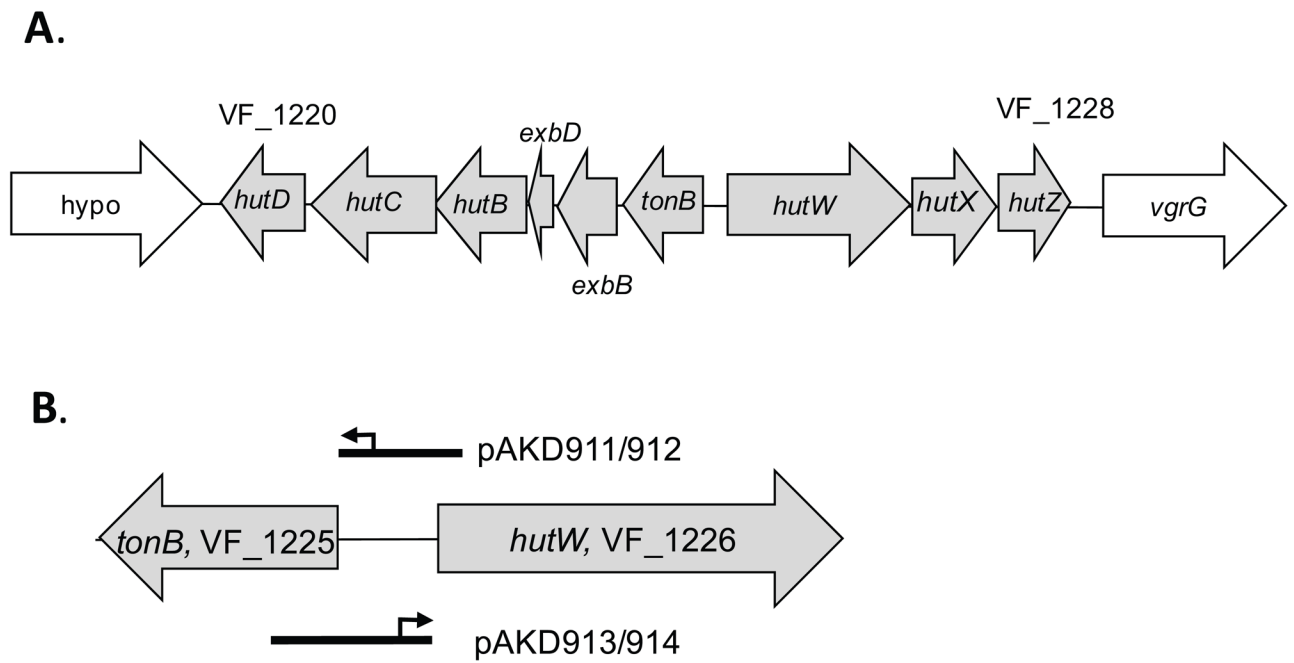 A.
VF_1220
exbD
VF_1228
hypo
hutD
hutC
hutB
tonB
hutW
hutX
hutZ
vgrG
exbB
B.
pAKD911/912
tonB, VF_1225
hutW, VF_1226
pAKD913/914